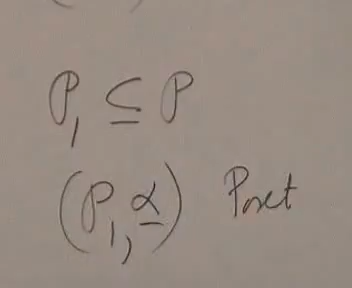 P₁ ⊆ P
(P₁, ⍺̲) Poset